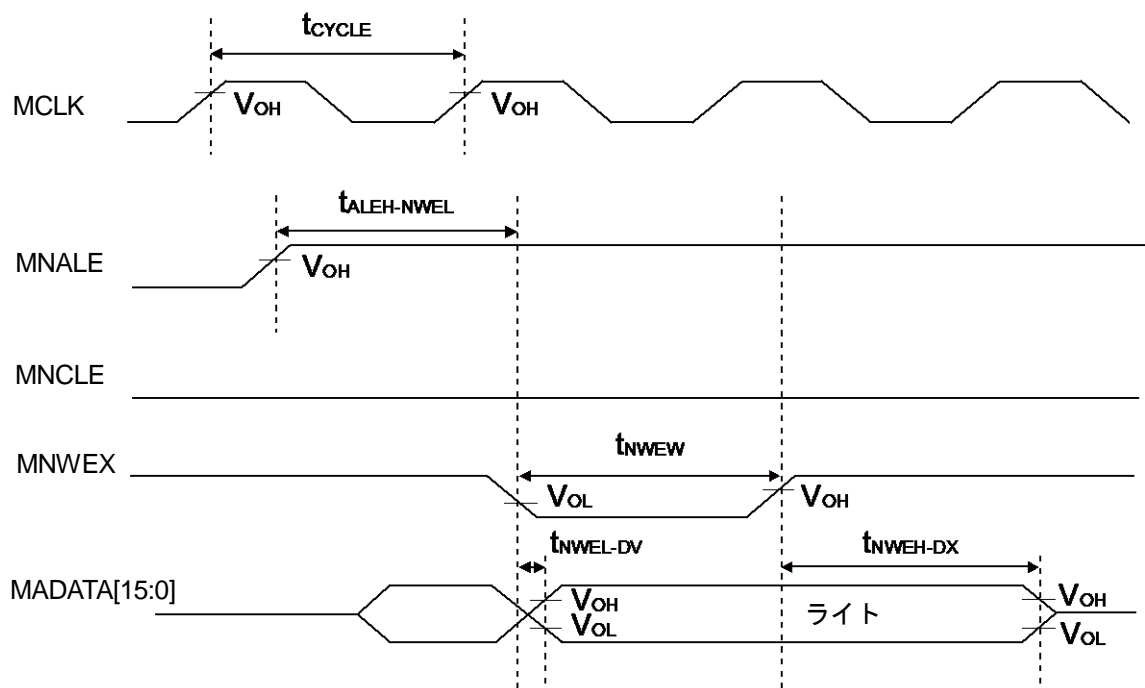 tCYCLE
MCLK
VOH
VOH
tALEH-NWEL
MNALE
VOH
MNCLE
tNWEW
MNWEX
VOL
VOH
tNWEL-DV
tNWEH-DX
MADATA[15:0]
VOH
VOL
ライト
VOH
VOL